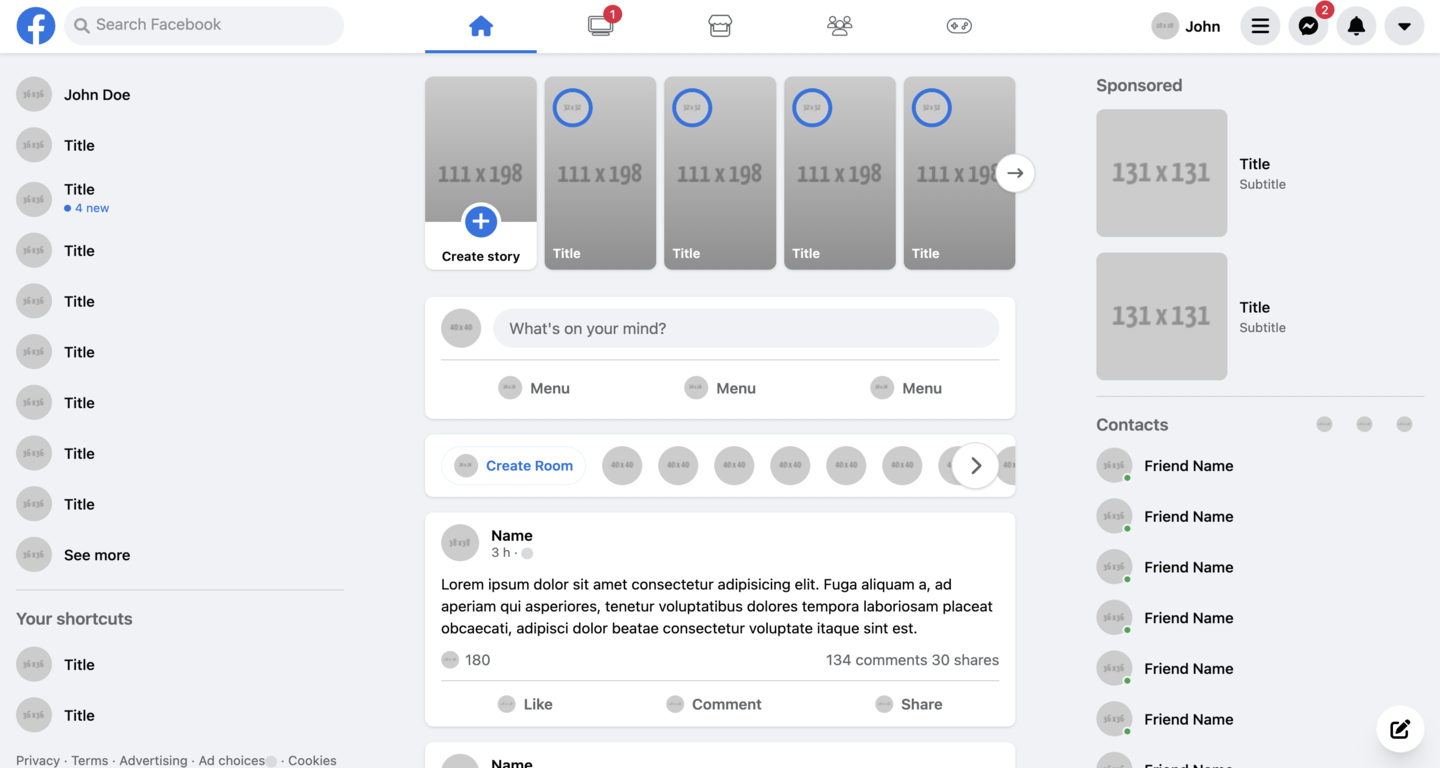 Search Facebook
1
John
2
John Doe
Title
Title
4 new
Title
Title
Title
Title
Title
Title
See more
Your shortcuts
Title
Title
Privacy · Terms · Advertising · Ad choices · Cookies
111 x 198
Create story
111 x 198
Title
111 x 198
Title
111 x 198
Title
111 x 198
Title
What's on your mind?
Menu
Menu
Menu
Create Room
40x40
40x40
40x40
40x40
40x40
40x40
Name
3 h ·
Lorem ipsum dolor sit amet consectetur adipisicing elit. Fuga aliquam a, ad
aperiam qui asperiores, tenetur voluptatibus dolores tempora laboriosam placeat
obcaecati, adipisci dolor beatae consectetur voluptate itaque sint est.
180
134 comments 30 shares
Like
Comment
Share
Name
Sponsored
131 x 131
Title
Subtitle
131 x 131
Title
Subtitle
Contacts
Friend Name
Friend Name
Friend Name
Friend Name
Friend Name
Friend Name